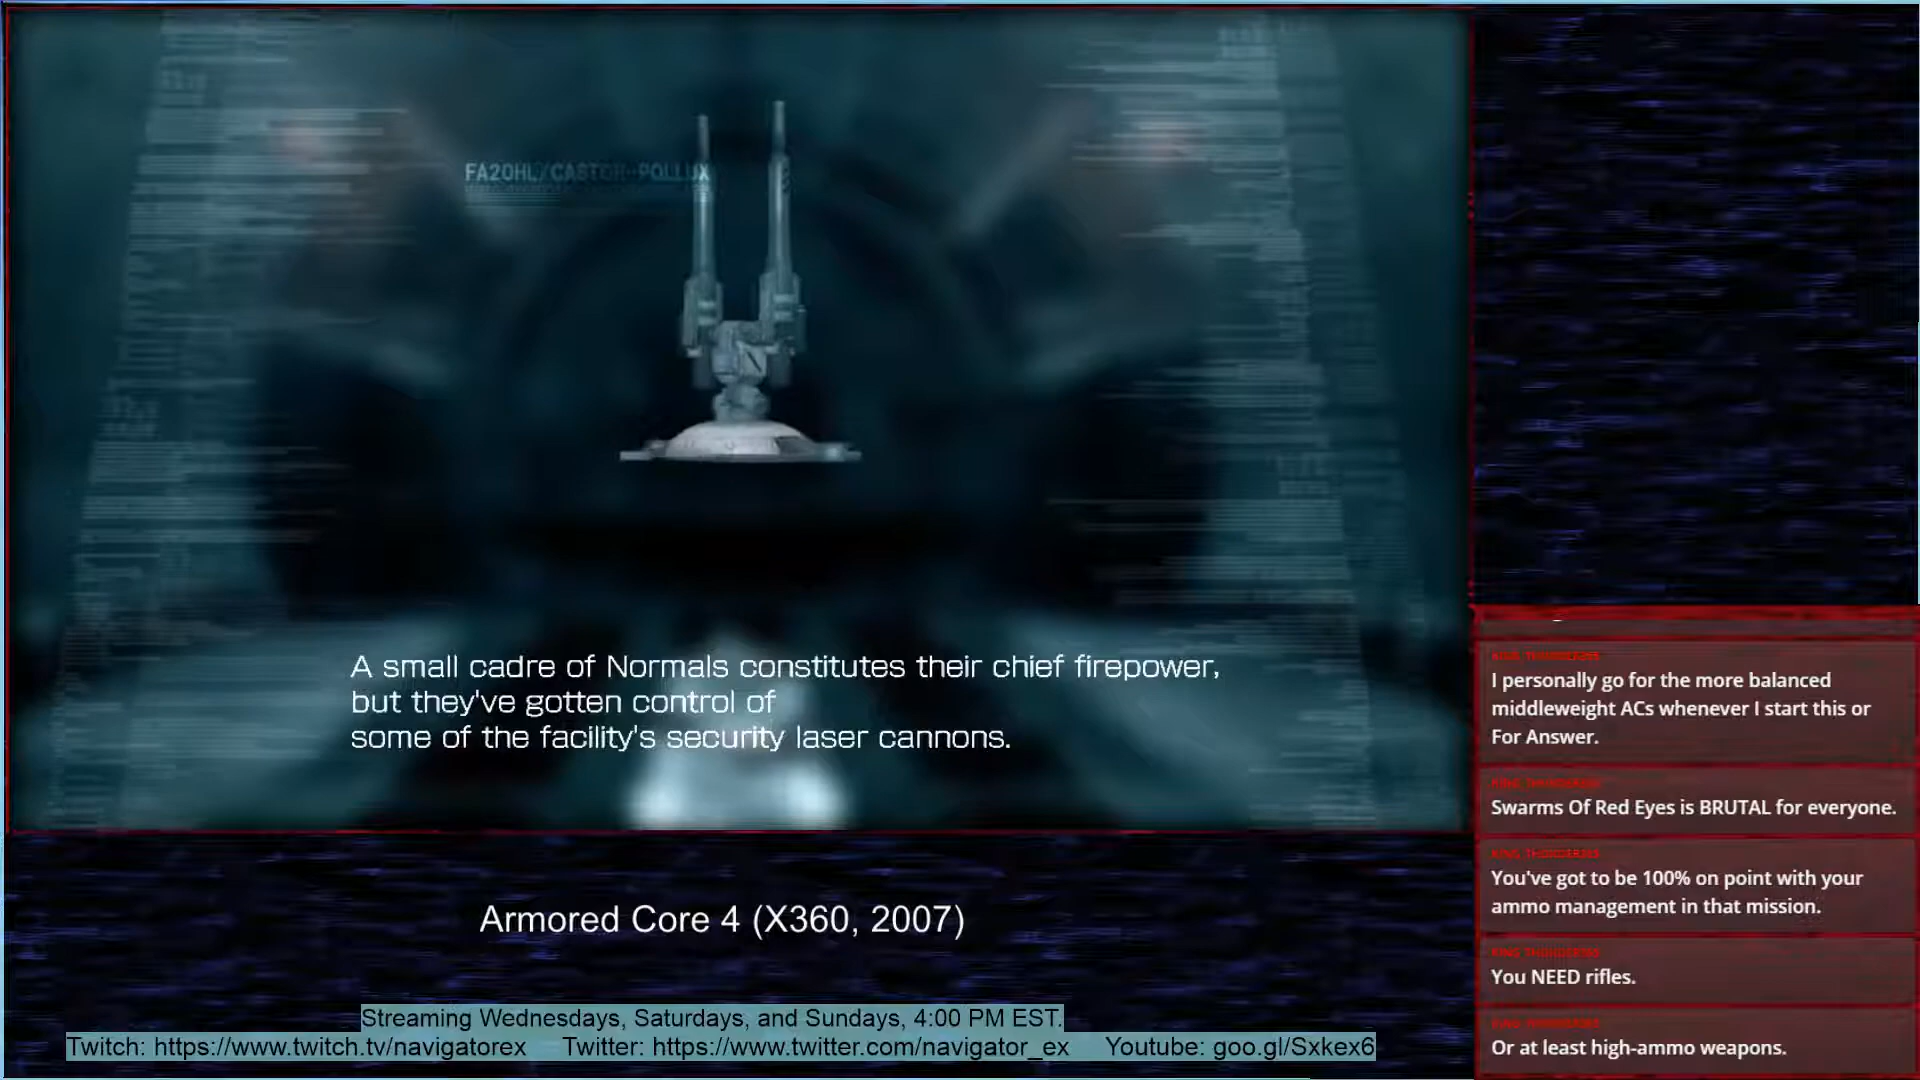 FA20HL/CASTOR-POLLUX
A small cadre of Normals constitutes their chief firepower,
but they've gotten control of
some of the facility's security laser cannons.
Armored Core 4 (X360, 2007)
Streaming Wednesdays, Saturdays, and Sundays, 4:00 PM EST.
Twitch: https://www.twitch.tv/navigatorex Twitter: https://www.twitter.com/navigator_ex Youtube: goo.gl/Sxkex6
I personally go for the more balanced
middleweight ACs whenever I start this or
For Answer.
Swarms Of Red Eyes is BRUTAL for everyone.
You've got to be 100% on point with your
ammo management in that mission.
You NEED rifles.
Or at least high-ammo weapons.